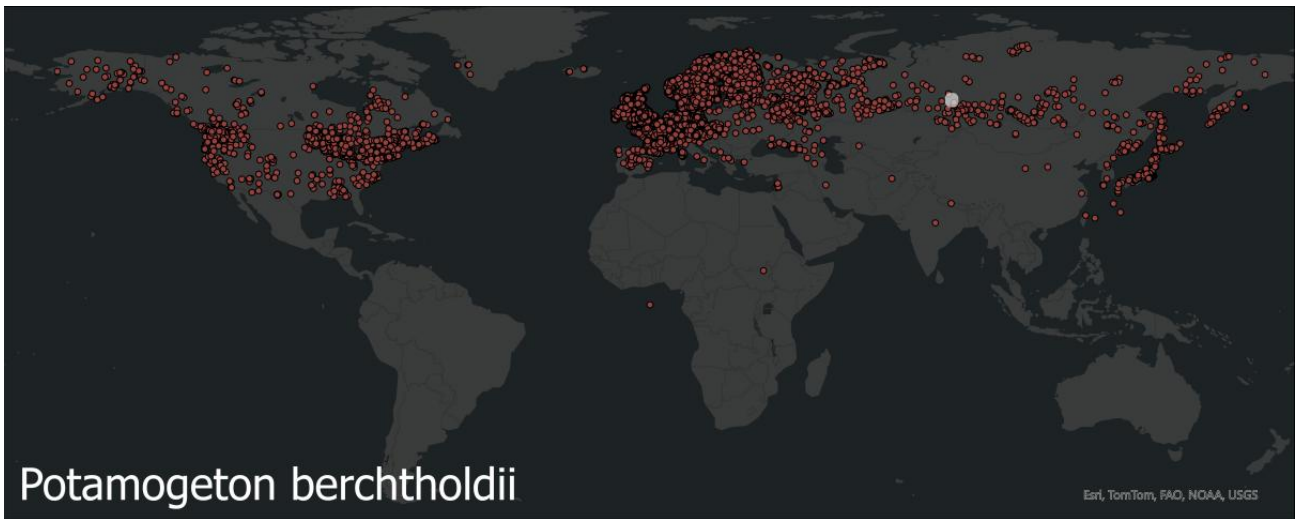 Potamogeton berchtholdii
Esri, TomTom, FAO, NOAA, USGS